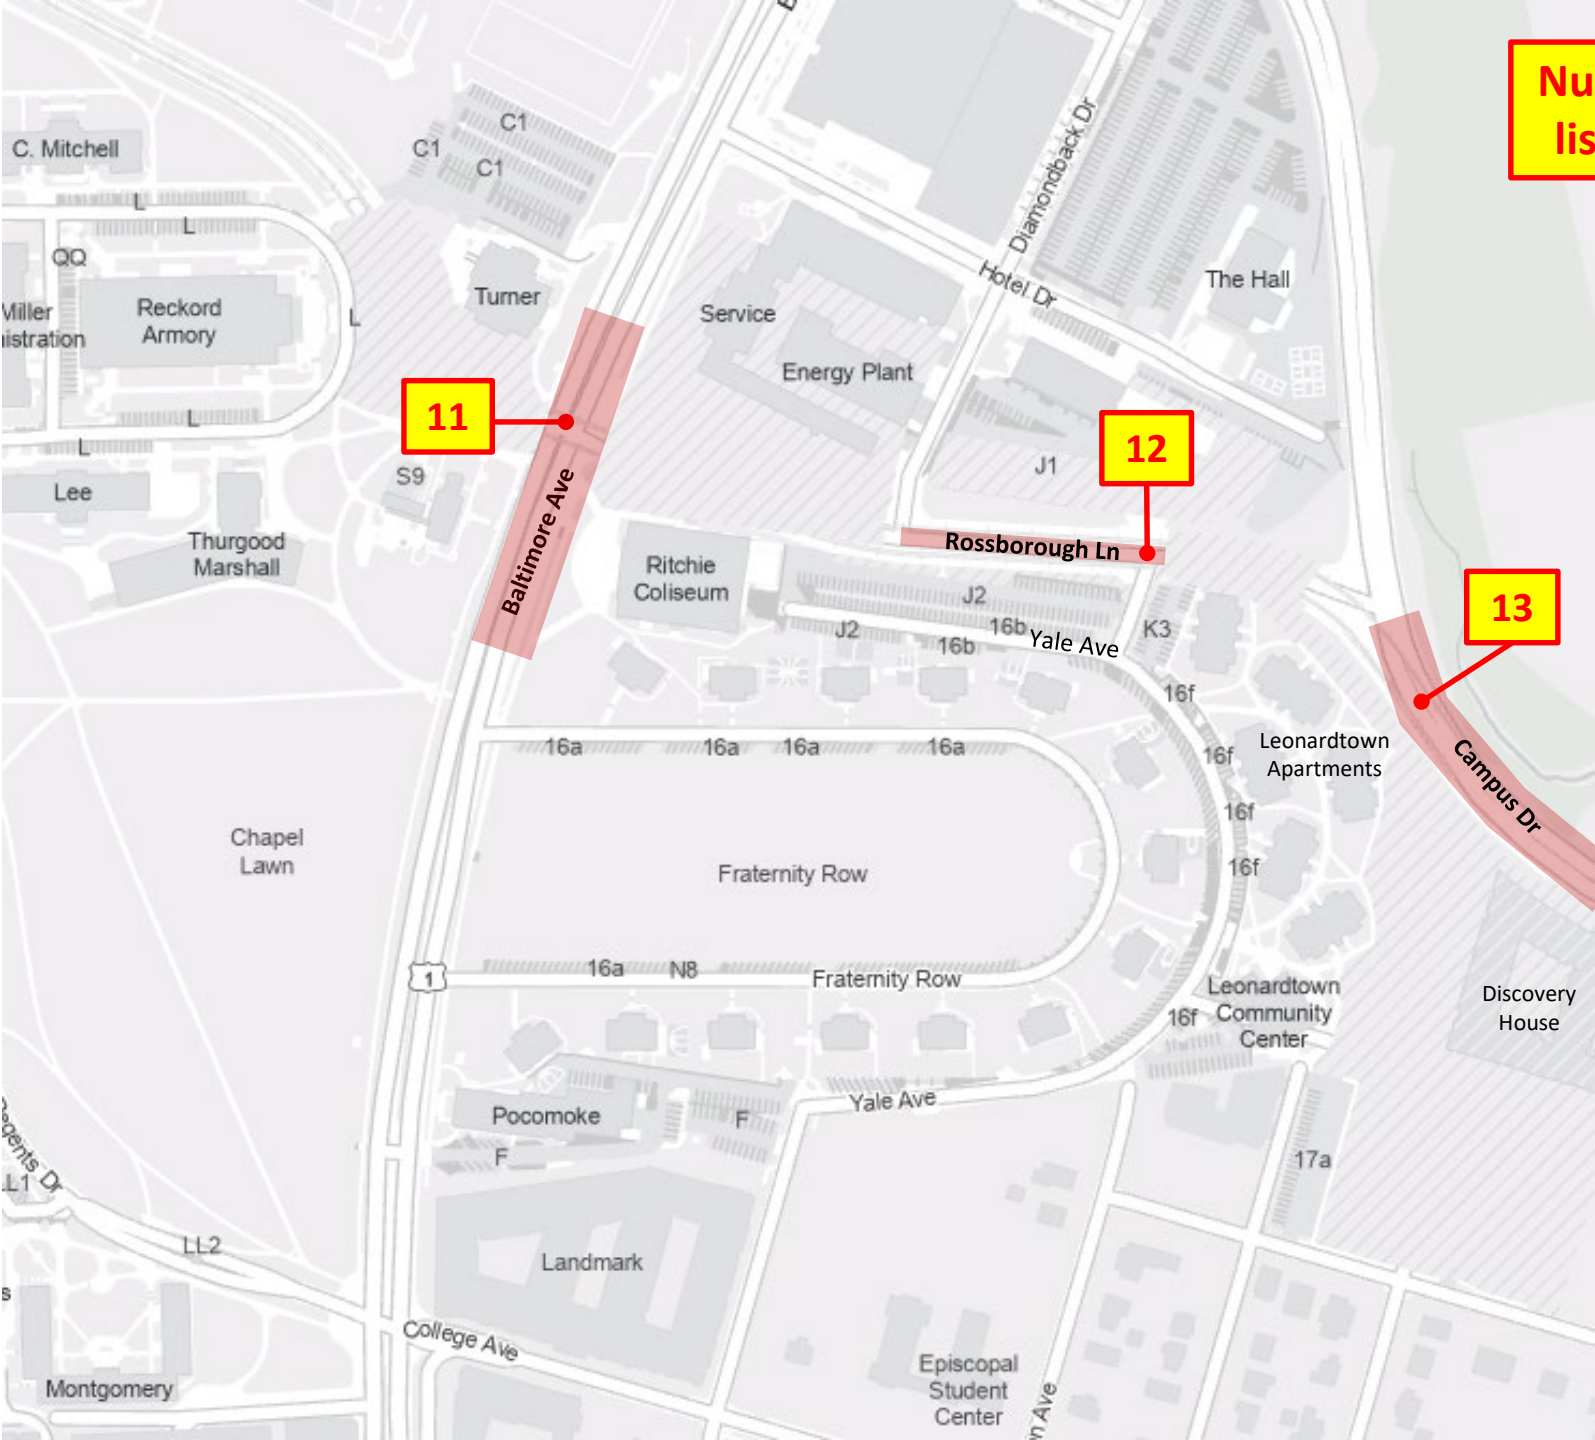 Nu
lis
C. Mitchell
C1
C1
C1
L
L
QQ
Miller
istration
Reckord
Armory
L
L
L
Turner
Service
Energy Plant
Diamondback Dr
Hotel Dr
The Hall
11
12
13
S9
Lee
Thurgood
Marshall
Baltimore Ave
J1
Rossborough Ln
Ritchie
Coliseum
J2
J2
16b
16b
Yale Ave
K3
16f
16f
16f
16f
Leonardtown
Apartments
Campus Dr
16a
16a
16a
16a
Chapel
Lawn
Fraternity Row
1
16a
N8
Fraternity Row
16f
Leonardtown
Community
Center
Discovery
House
Pocomoke
F
F
Yale Ave
17a
LL2
Landmark
College Ave
Montgomery
Episcopal
Student
Center
n Ave